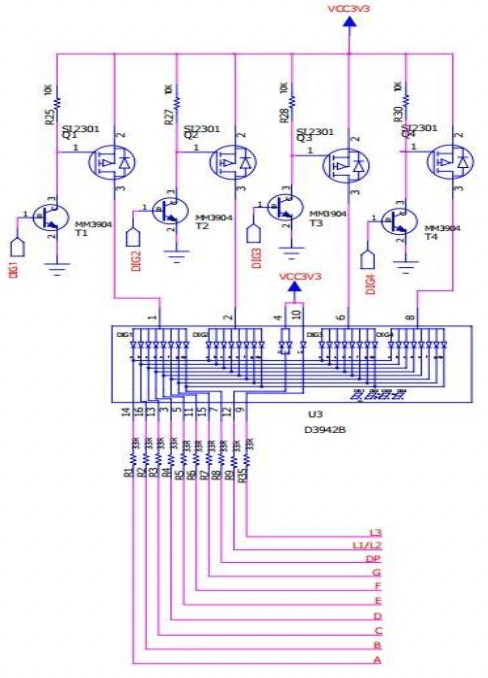 VCC3V3
10K
R25
10K
R27
10K
R28
10K
R30
SI2301
Q1
SI2301
Q2
SI2301
Q3
SI2301
1
2
3
1
2
3
1
2
3
1
2
3
1
2
3
MM3904
T1
1
2
3
MM3904
T2
1
2
3
MM3904
T3
1
2
3
MM3904
T4
DIG1
DIG2
DIG3
DIG4
VCC3V3
1
2
4
10
6
8
DIG1
DIG2
DIG3
DIG4
U3
D3942B
14
16
13
3
5
11
15
7
12
9
33R
33R
33R
33R
33R
33R
33R
33R
33R
33R
R1
R2
R3
R4
R5
R6
R7
R8
R9
R35
L3
L1/L2
DP
G
F
E
D
C
B
A